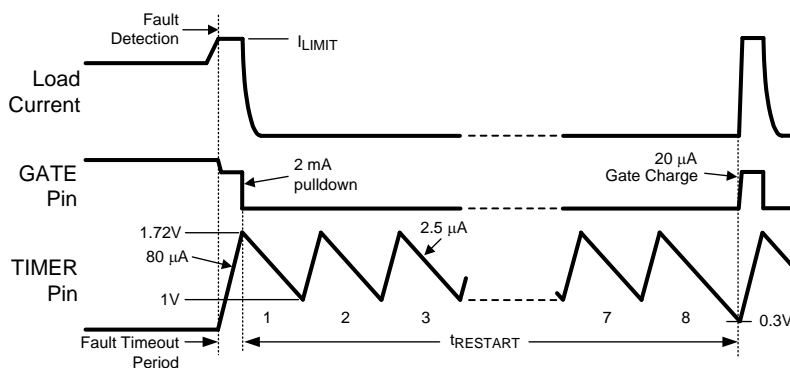 Fault
Detection
ILIMIT
Load
Current
GATE
Pin
2 mA
pulldown
20 µA
Gate Charge
1.72V
2.5 µA
80 µA
TIMER
Pin
1V
1 2 3 7 8
0.3V
Fault Timeout
Period
tRESTART